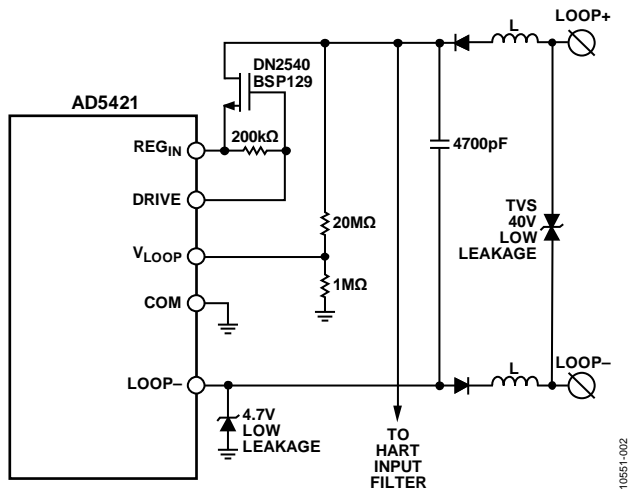 LOOP+
L
DN2540
BSP129
AD5421
200kΩ
REGIN
4700pF
DRIVE
TVS
40V
LOW
LEAKAGE
20MΩ
VLOOP
1MΩ
COM
L
LOOP–
LOOP–
4.7V
LOW
LEAKAGE
TO
HART
INPUT
FILTER
10551-002